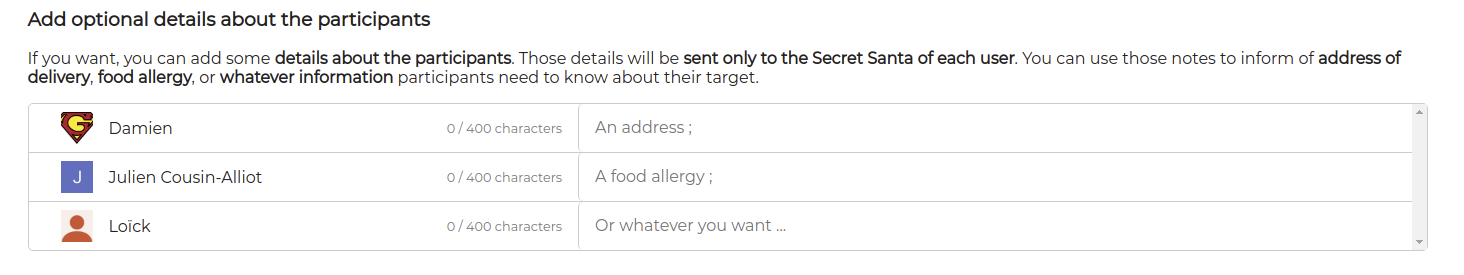 Add optional details about the participants
If you want, you can add some details about the participants. Those details will be sent only to the Secret Santa of each user. You can use those notes to inform of address of
delivery, food allergy, or whatever information participants need to know about their target.
G Damien 0 / 400 characters An address ;
J Julien Cousin-Alliot 0 / 400 characters A food allergy ;
Loïck 0 / 400 characters Or whatever you want ...